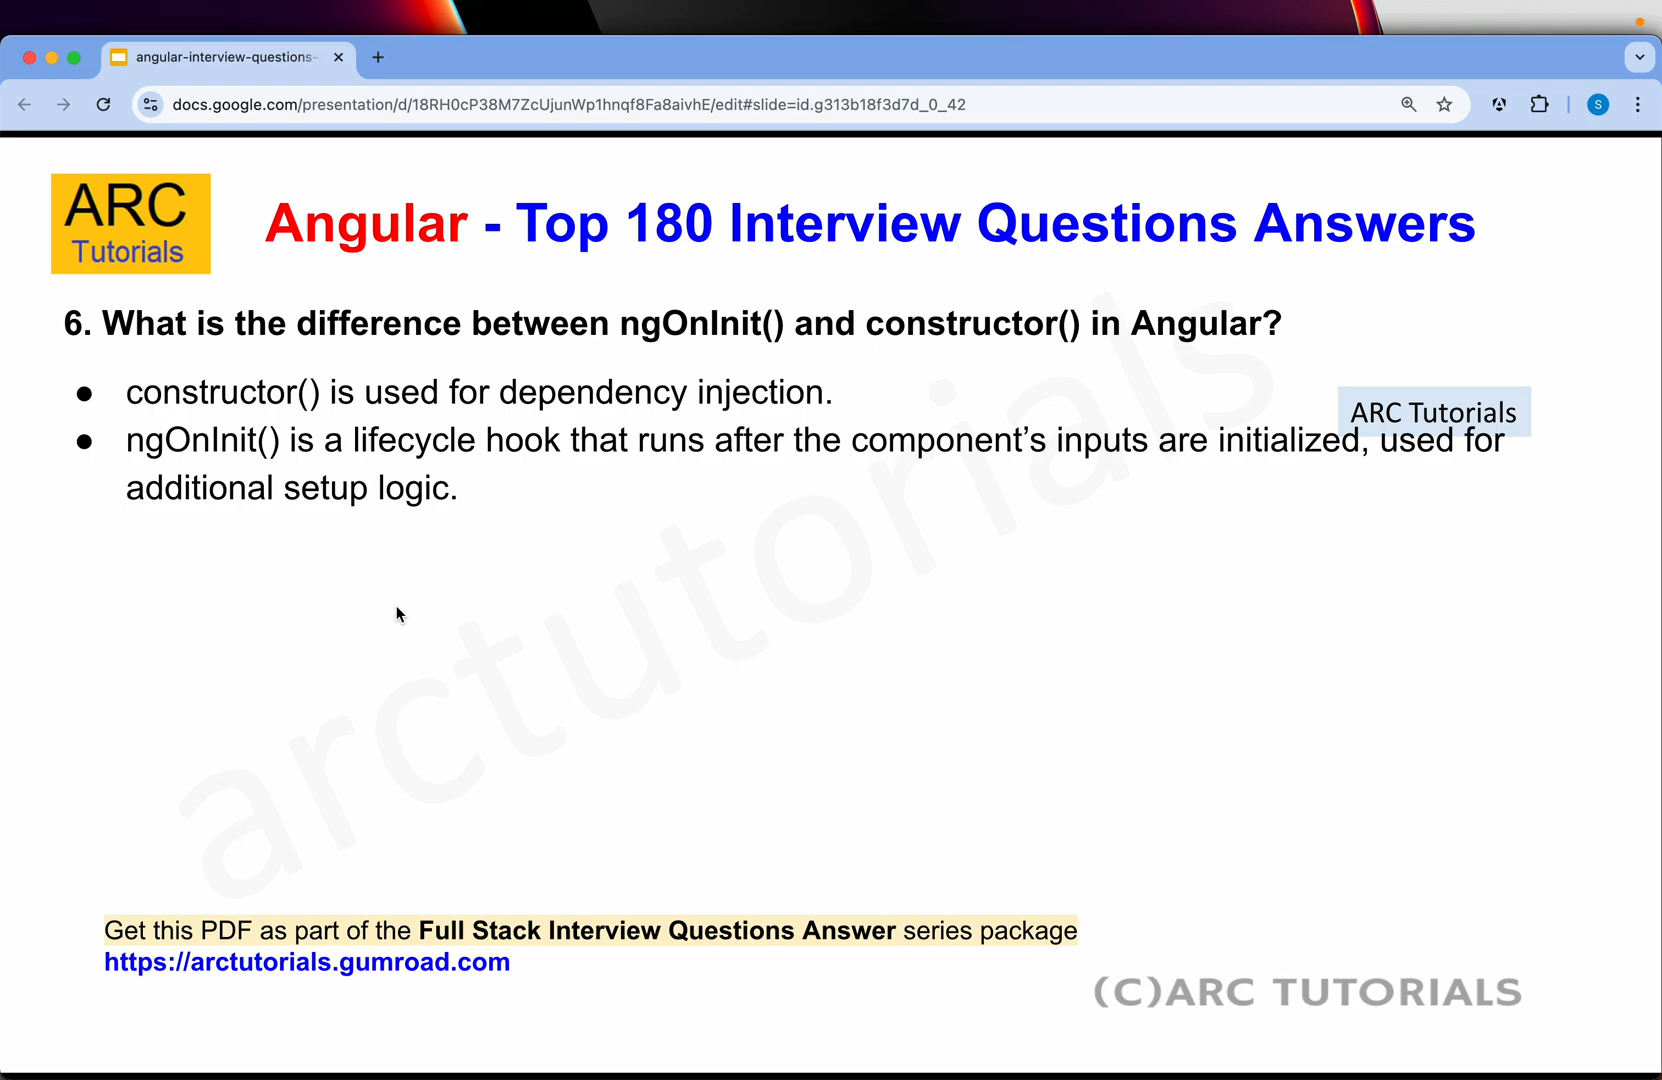 angular-interview-questions-
docs.google.com/presentation/d/18RH0cP38M7ZcUjunWp1hnqf8Fa8aivhE/edit#slide=id.g313b18f3d7d_0_42
S
ARC
Tutorials
Angular - Top 180 Interview Questions Answers
6. What is the difference between ngOnInit() and constructor() in Angular?
● constructor() is used for dependency injection.
ARC Tutorials
● ngOnInit() is a lifecycle hook that runs after the component’s inputs are initialized, used for
additional setup logic.
arctutorials
Get this PDF as part of the Full Stack Interview Questions Answer series package
https://arctutorials.gumroad.com
(C)ARC TUTORIALS